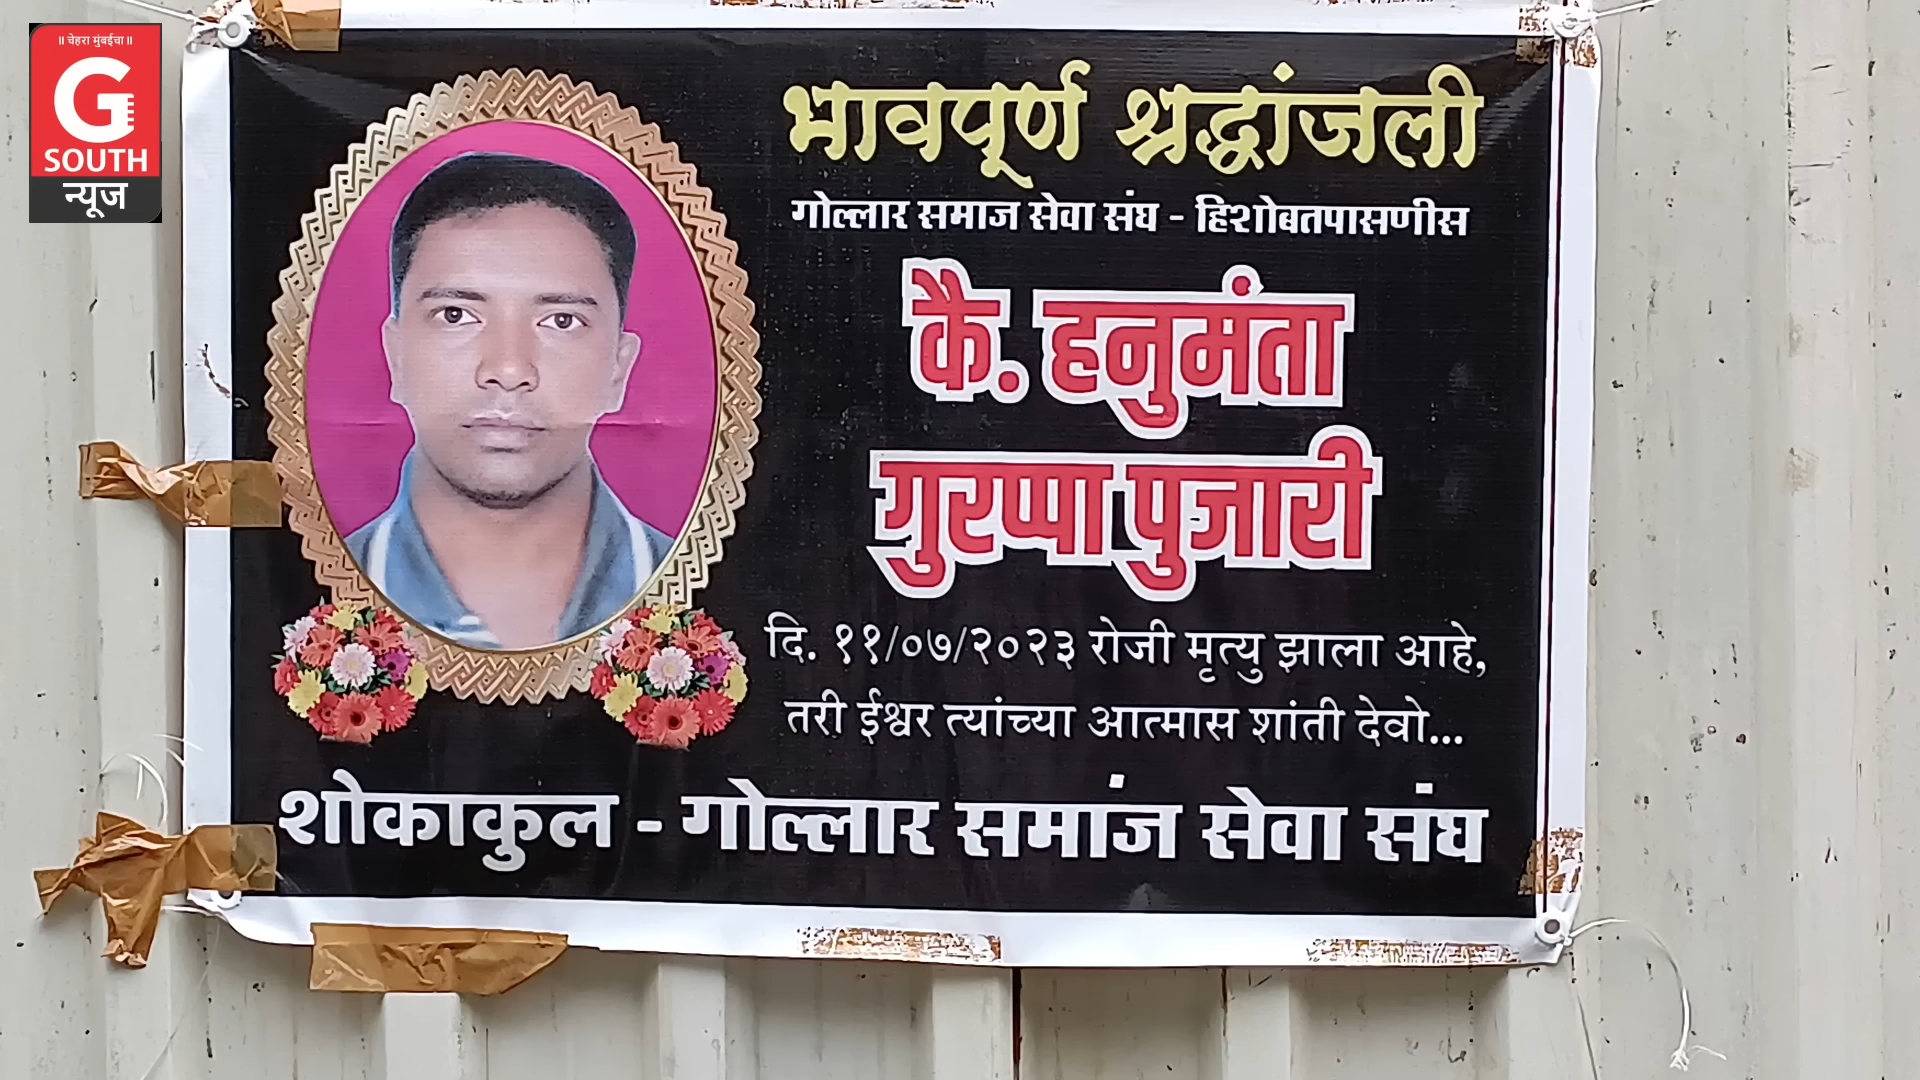 ॥ चेहरा मुंबईचा ॥
G
SOUTH
न्यूज
भावपूर्ण श्रद्धांजली
गोल्लार समाज सेवा संघ - हिशोबतपासणीस
कै. हनुमंता
गुरप्पा पुजारी
दि. ११/०७/२०२३ रोजी मृत्यु झाला आहे,
तरी ईश्वर त्यांच्या आत्मास शांती देवो...
शोकाकुल - गोल्लार समांज सेवा संघ